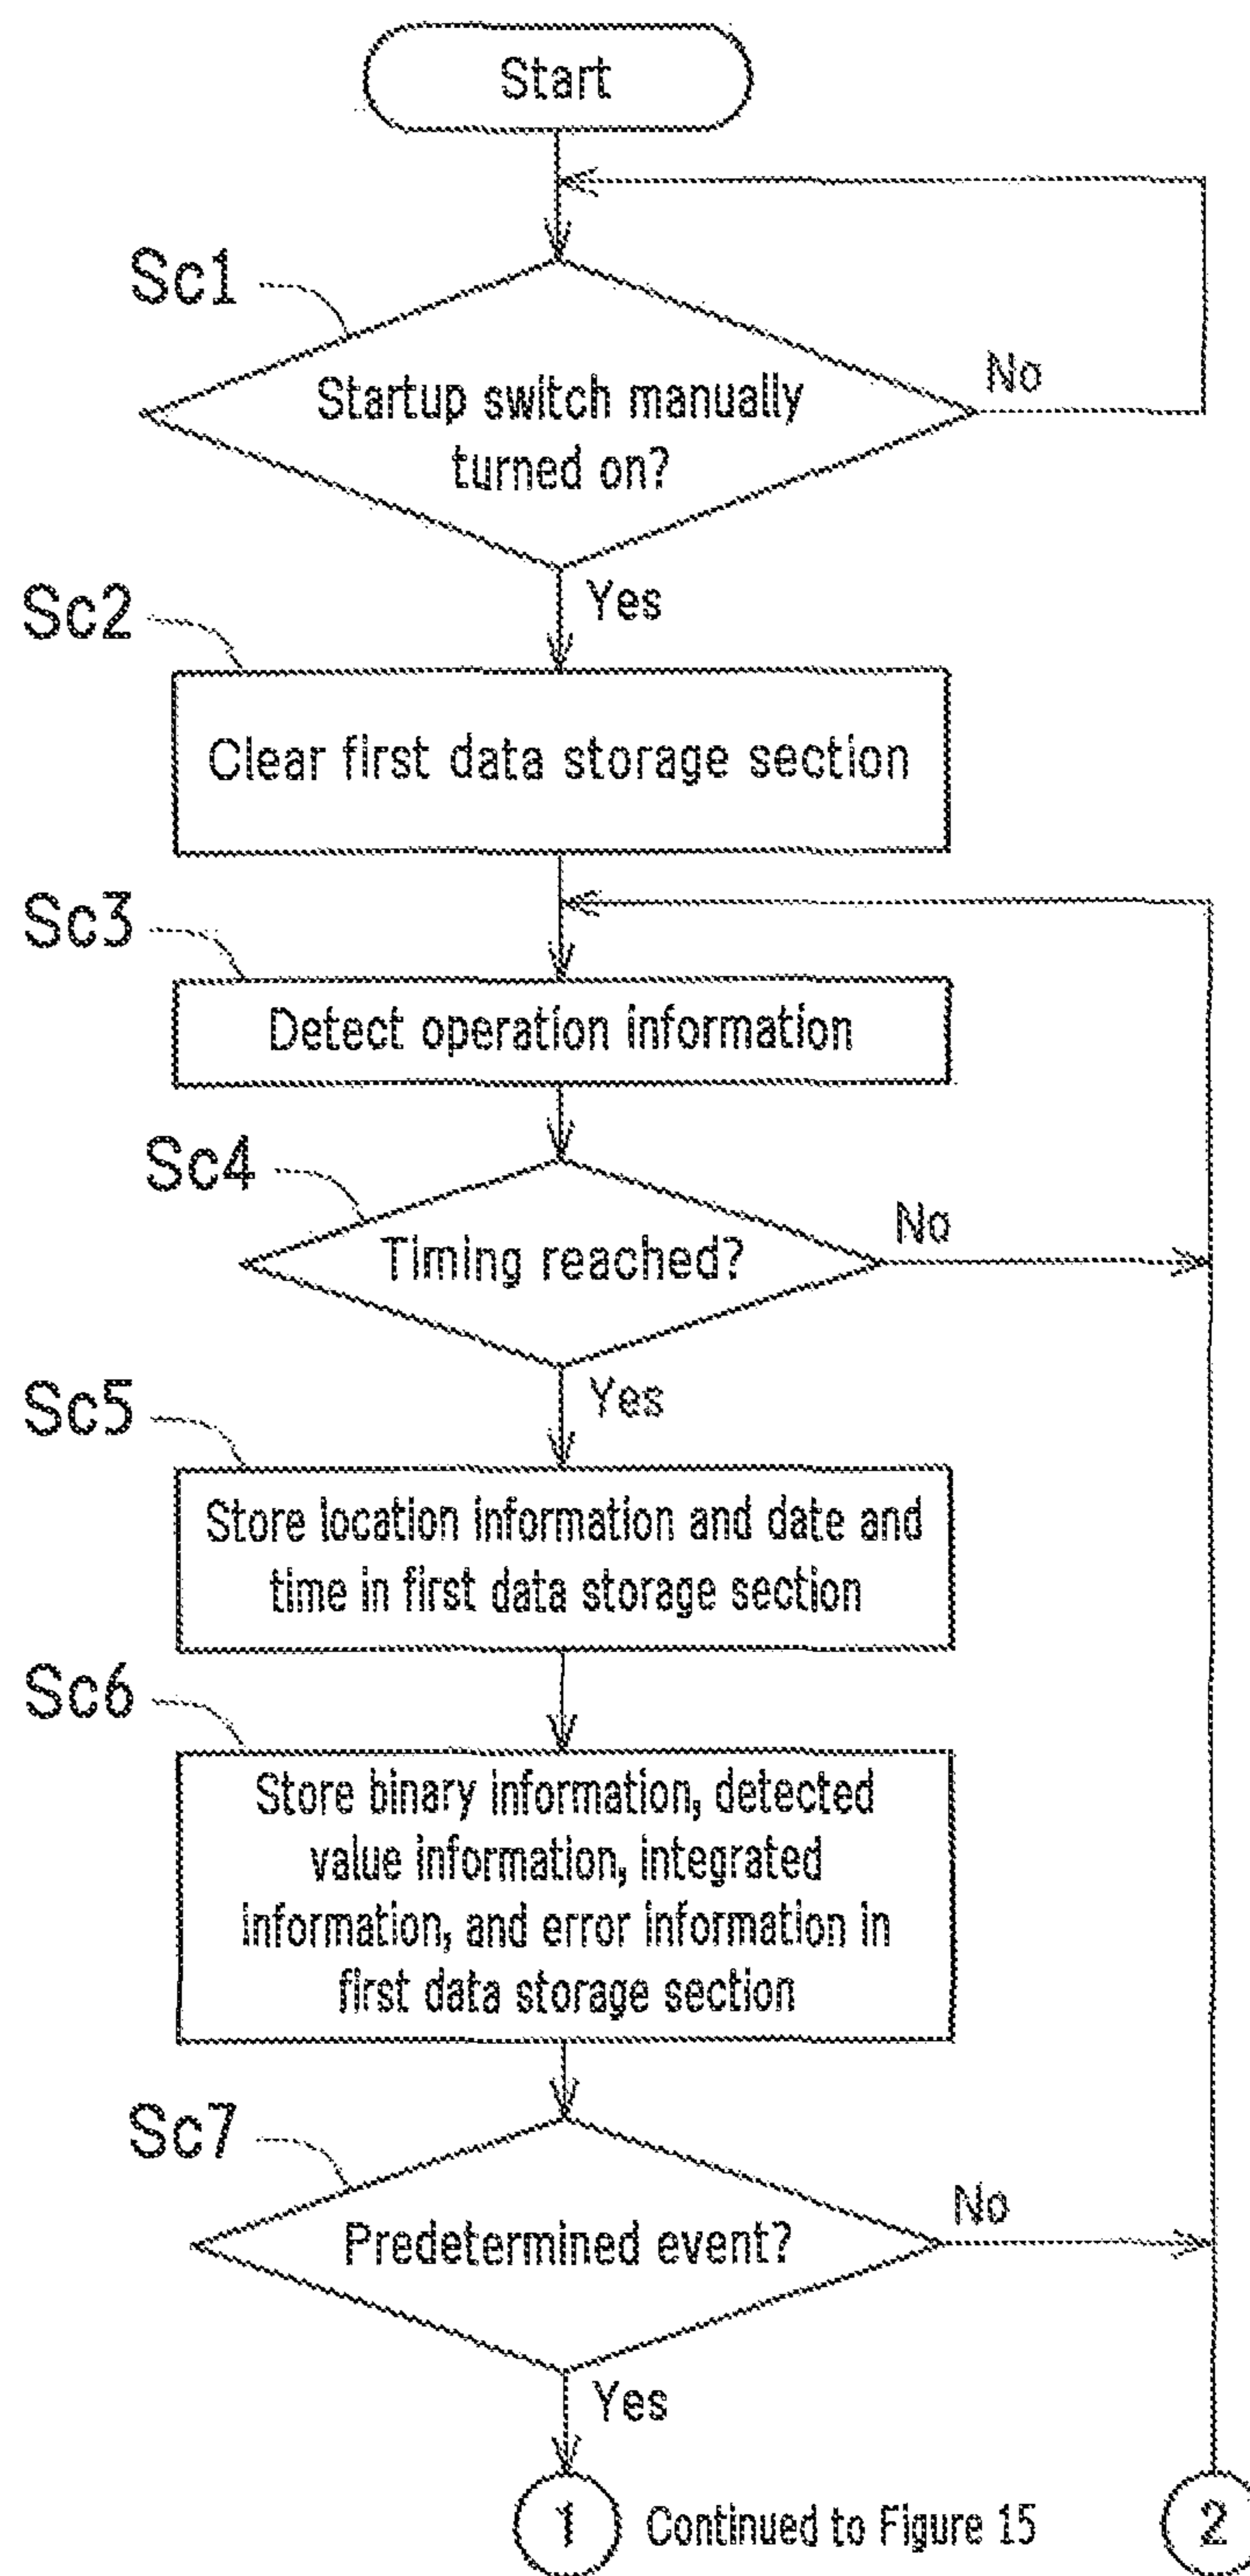 Start
Sc1
Startup switch manually
turned on?
No
Yes
Sc2
Clear first data storage section
Sc3
Detect operation information
Sc4
Timing reached?
No
Yes
Sc5
Store location information and date and
time in first data storage section
Sc6
Store binary information, detected
value information, integrated
information, and error information in
first data storage section
Sc7
Predetermined event?
No
Yes
1 Continued to Figure 15
2